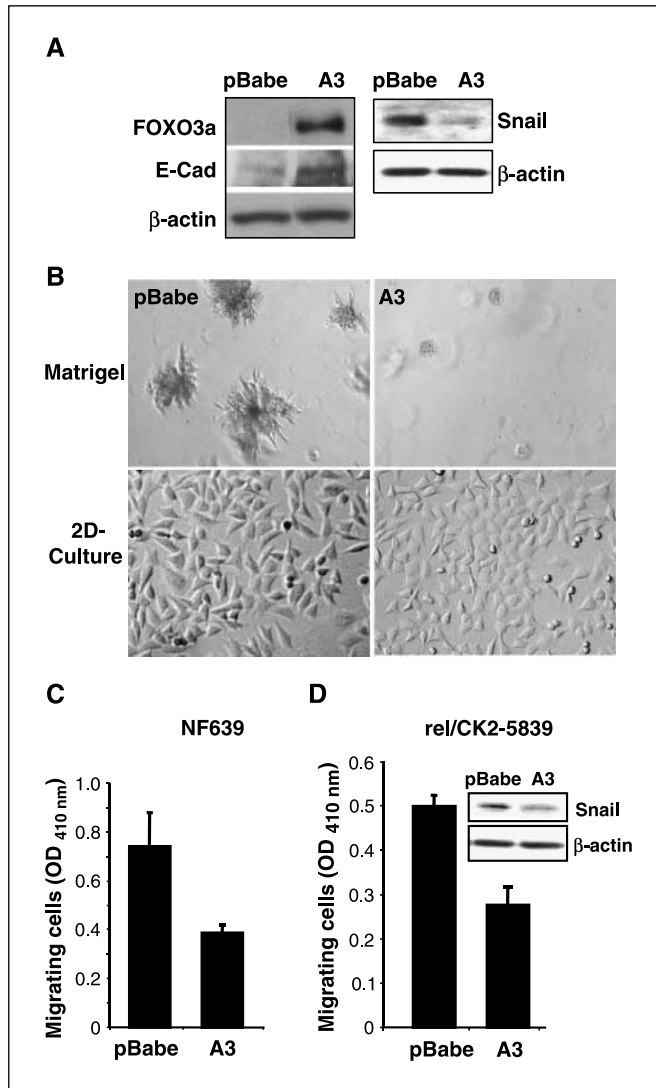 A
pBabe A3
FOXO3a
E-Cad
β-actin
pBabe A3
Snail
β-actin
B
pBabe
A3
Matrigel
2D-
Culture
C
NF639
Migrating cells (OD 410 nm)
1.0
0.8
0.6
0.4
0.2
0
pBabe A3
D
rel/CK2-5839
Migrating cells (OD 410 nm)
0.6
0.5
0.4
0.3
0.2
0.1
0
pBabe A3
Snail
β-actin
pBabe A3